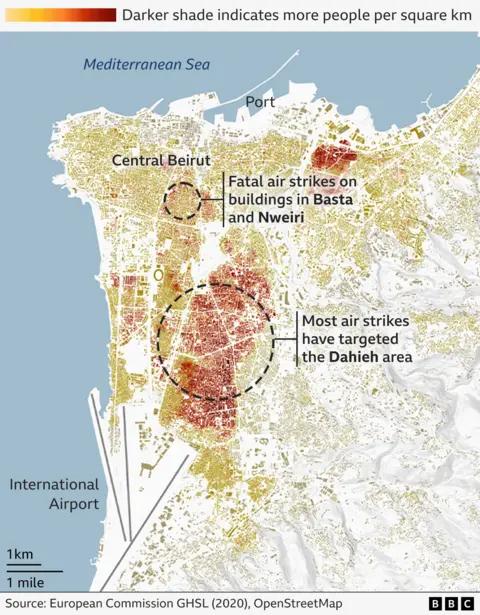 Darker shade indicates more people per square km
Mediterranean Sea
Port
Central Beirut
Fatal air strikes on
buildings in Basta
and Nweiri
Most air strikes
have targeted
the Dahieh area
International
Airport
1km
1 mile
Source: European Commission GHSL (2020), OpenStreetMap
BBC